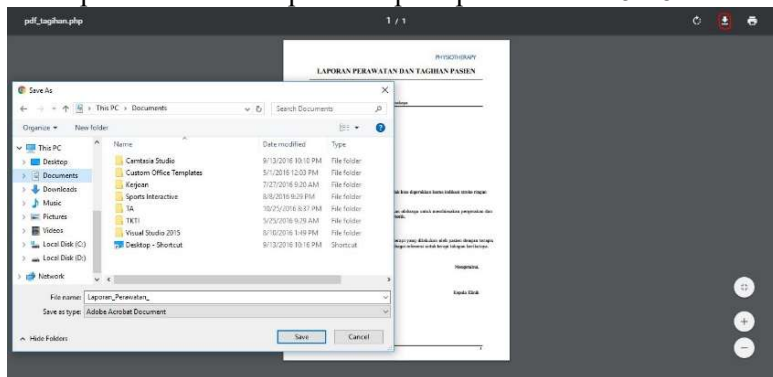 pdf_tagihan.php
1 / 1
PHYSIOTHERAPY
LAPORAN PERAWATAN DAN TAGIHAN PASIEN
Save As
This PC › Documents
Search Documents
Organize
New folder
Name
Date modified
Type
This PC
Desktop
Documents
Downloads
Music
Pictures
Videos
Local Disk (C:)
Local Disk (D:)
Network
Camtasia Studio 9/13/2016 10:10 PM File folder
Custom Office Templates 5/1/2016 12:03 PM File folder
Kerjean 7/27/2016 9:20 AM File folder
Sports Interactive 8/8/2016 9:29 PM File folder
TA 10/25/2016 6:37 PM File folder
TKTI 5/25/2016 9:29 AM File folder
Visual Studio 2015 8/10/2016 1:49 PM File folder
Desktop - Shortcut 9/13/2016 10:16 PM Shortcut
Mengetahui,
Kepala Klinik
File name: Laporan_Perawatan_
Save as type: Adobe Acrobat Document
Hide Folders
Save
Cancel